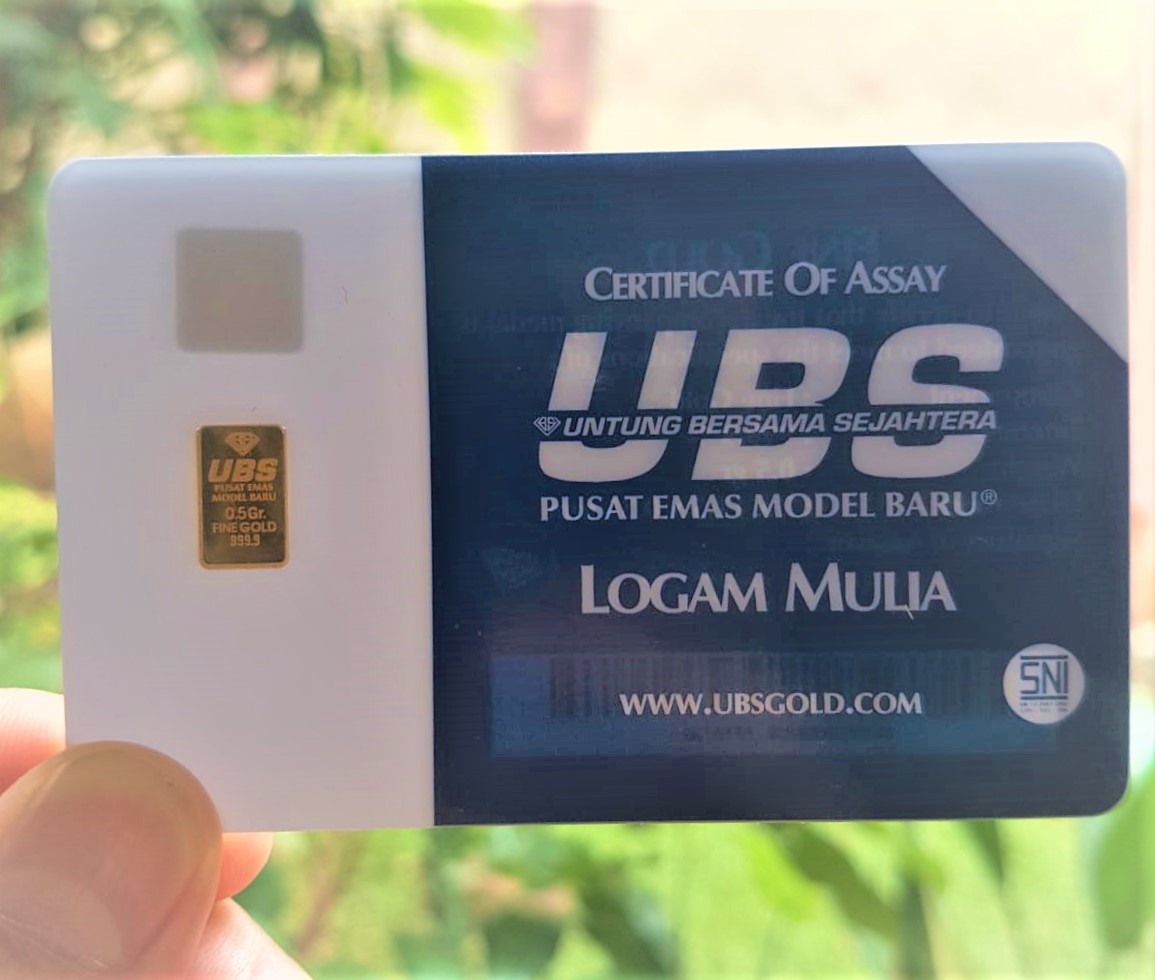 UBS
PUSAT EMAS
MODEL BARU
0.5Gr.
FINE GOLD
999.9
CERTIFICATE OF ASSAY
UBS
UNTUNG BERSAMA SEJAHTERA
PUSAT EMAS MODEL BARU®
LOGAM MULIA
WWW.UBSGOLD.COM
SNI